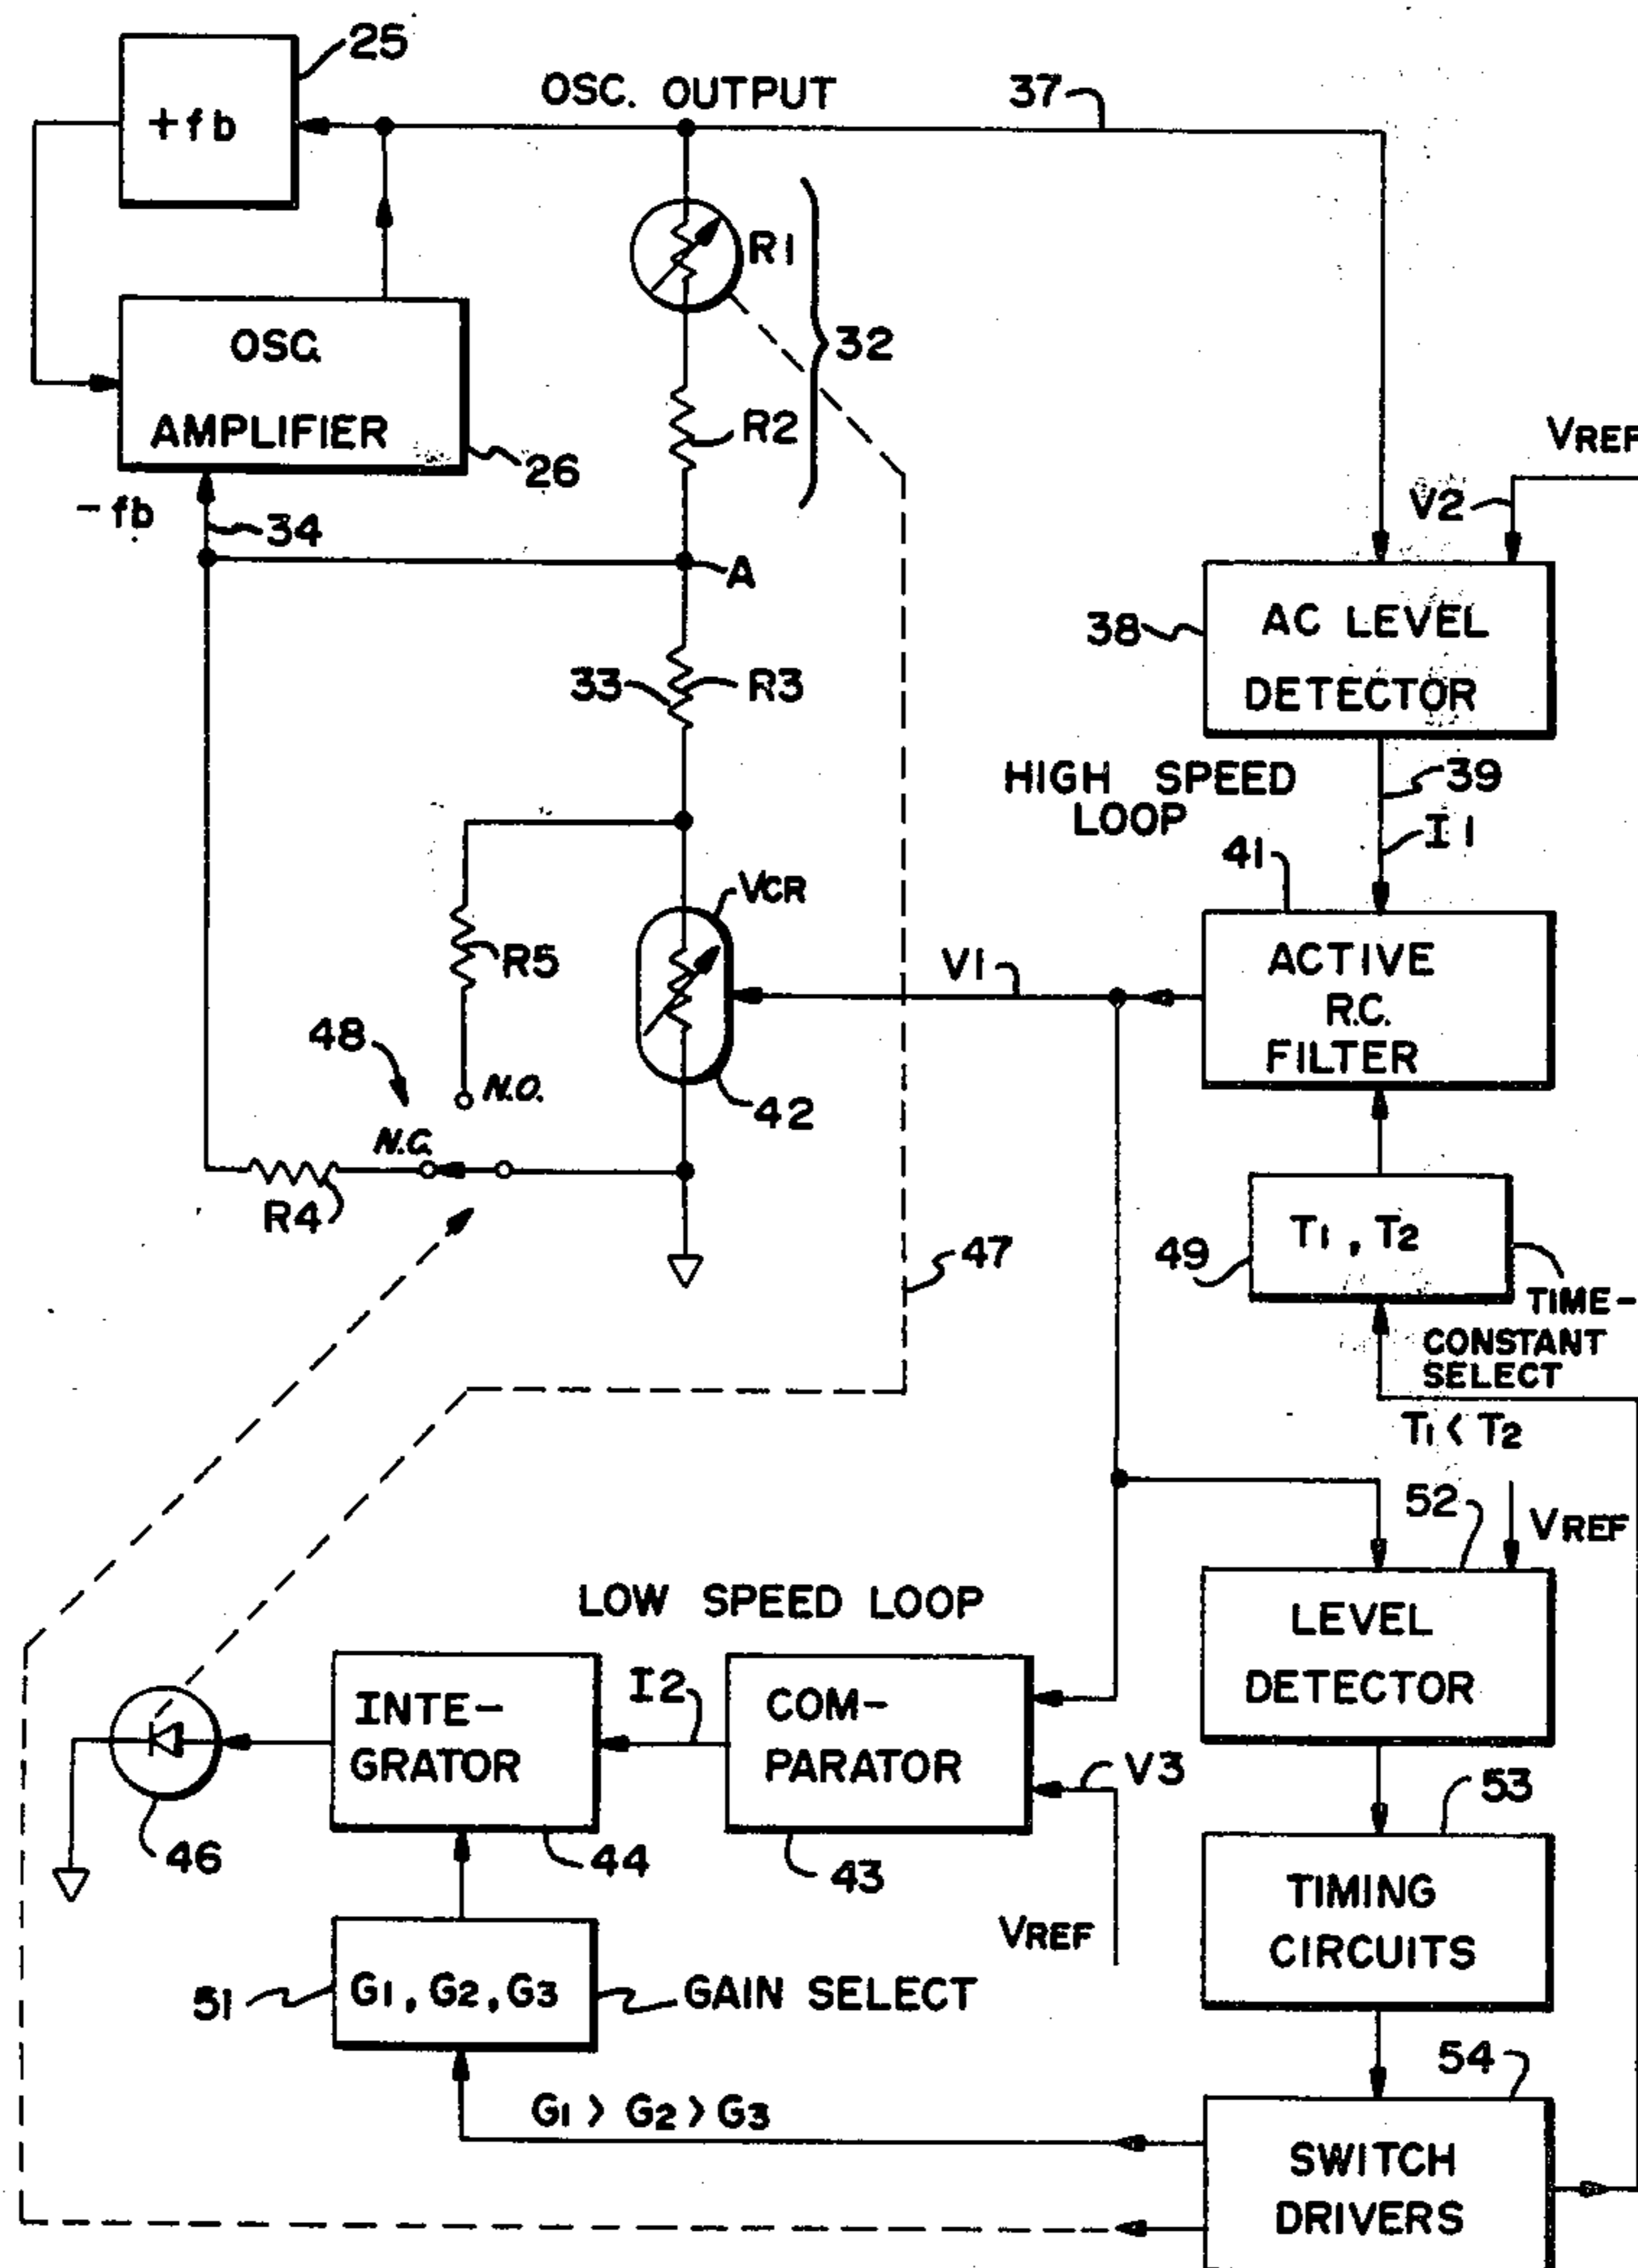 25
+fb
OSC. OUTPUT
37
R1
32
OSC.
AMPLIFIER
R2
26
VREF
-fb
34
V2
A
38
AC LEVEL
DETECTOR
33
R3
HIGH SPEED
LOOP
39
I1
41
VCR
R5
V1
ACTIVE
R.C.
FILTER
48
N.O.
42
N.C.
R4
47
49
T1, T2
TIME-
CONSTANT
SELECT
T1 < T2
52
VREF
LOW SPEED LOOP
LEVEL
DETECTOR
INTE-
GRATOR
I2
COM-
PARATOR
V3
53
46
44
43
TIMING
CIRCUITS
VREF
51
G1, G2, G3
GAIN SELECT
54
G1 > G2 > G3
SWITCH
DRIVERS